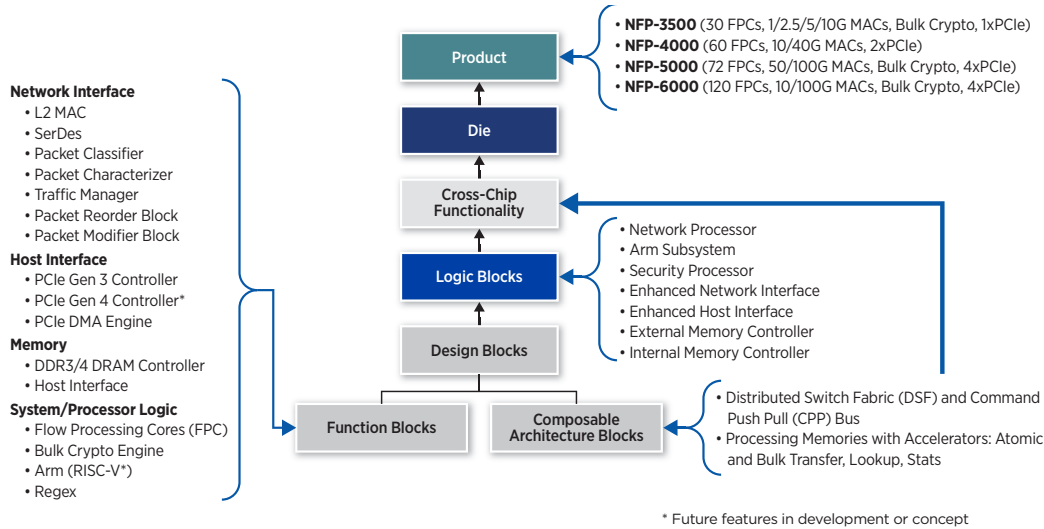 Network Interface
• L2 MAC
• SerDes
• Packet Classifier
• Packet Characterizer
• Traffic Manager
• Packet Reorder Block
• Packet Modifier Block
Host Interface
• PCIe Gen 3 Controller
• PCIe Gen 4 Controller*
• PCIe DMA Engine
Memory
• DDR3/4 DRAM Controller
• Host Interface
System/Processor Logic
• Flow Processing Cores (FPC)
• Bulk Crypto Engine
• Arm (RISC-V*)
• Regex
Product
Die
Cross-Chip
Functionality
Logic Blocks
Design Blocks
Function Blocks
Composable
Architecture Blocks
• NFP-3500 (30 FPCs, 1/2.5/5/10G MACs, Bulk Crypto, 1xPCIe)
• NFP-4000 (60 FPCs, 10/40G MACs, 2xPCIe)
• NFP-5000 (72 FPCs, 50/100G MACs, Bulk Crypto, 4xPCIe)
• NFP-6000 (120 FPCs, 10/100G MACs, Bulk Crypto, 4xPCIe)
• Network Processor
• Arm Subsystem
• Security Processor
• Enhanced Network Interface
• Enhanced Host Interface
• External Memory Controller
• Internal Memory Controller
• Distributed Switch Fabric (DSF) and Command
Push Pull (CPP) Bus
• Processing Memories with Accelerators: Atomic
and Bulk Transfer, Lookup, Stats
* Future features in development or concept